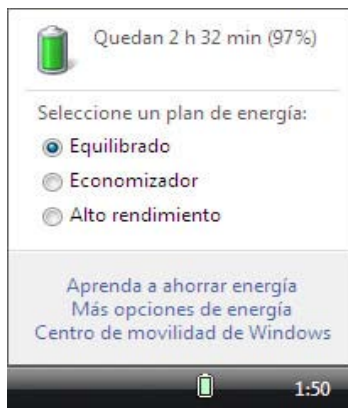 Quedan 2 h 32 min (97%)
Seleccione un plan de energía:
Equilibrado
Economizador
Alto rendimiento
Aprenda a ahorrar energía
Más opciones de energía
Centro de movilidad de Windows
1:50